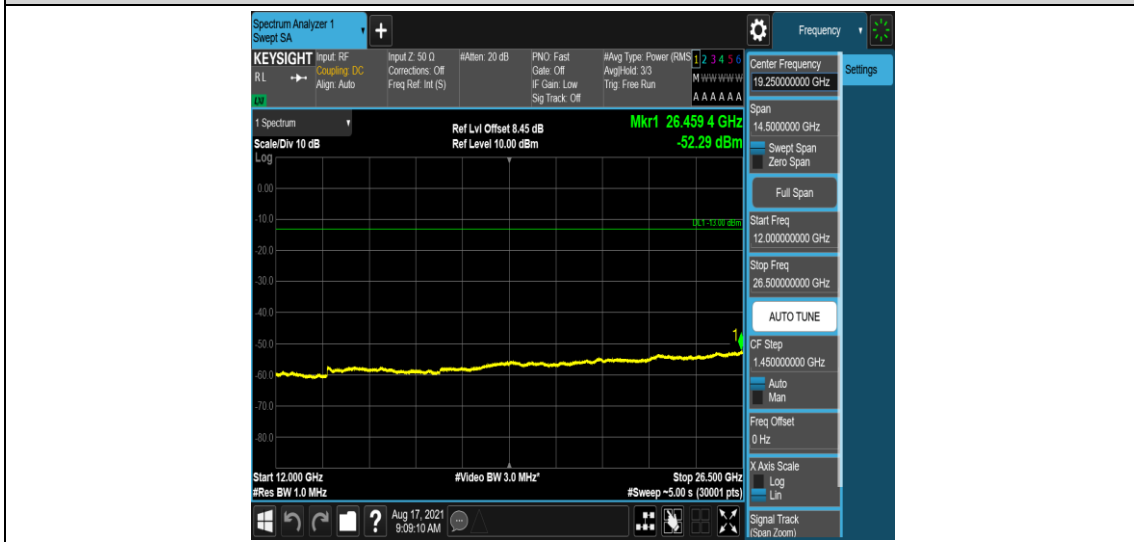 Spectrum Analyzer 1
Swept SA
+
Frequency
KEYSIGHT
RL
LXI
Input: RF
Coupling: DC
Align: Auto
Input Z: 50 Ω
Corrections: Off
Freq Ref: Int (S)
#Atten: 20 dB
PNO: Fast
Gate: Off
IF Gain: Low
Sig Track: Off
#Avg Type: Power (RMS
Avg|Hold: 3/3
Trig: Free Run
1 2 3 4 5 6
M W W W W W
A A A A A A
Center Frequency
19.250000000 GHz
Settings
Span
14.5000000 GHz
Swept Span
Zero Span
Full Span
Start Freq
12.000000000 GHz
Stop Freq
26.500000000 GHz
AUTO TUNE
CF Step
1.450000000 GHz
Auto
Man
Freq Offset
0 Hz
X Axis Scale
Log
Lin
Signal Track
(Span Zoom)
1 Spectrum
Scale/Div 10 dB
Log
Ref Lvl Offset 8.45 dB
Ref Level 10.00 dBm
Mkr1 26.459 4 GHz
-52.29 dBm
0.00
-10.0
DL1 -13.00 dBm
-20.0
-30.0
-40.0
1
-50.0
-60.0
-70.0
-80.0
Start 12.000 GHz
#Res BW 1.0 MHz
#Video BW 3.0 MHz*
Stop 26.500 GHz
#Sweep ~5.00 s (30001 pts)
?
Aug 17, 2021
9:09:10 AM